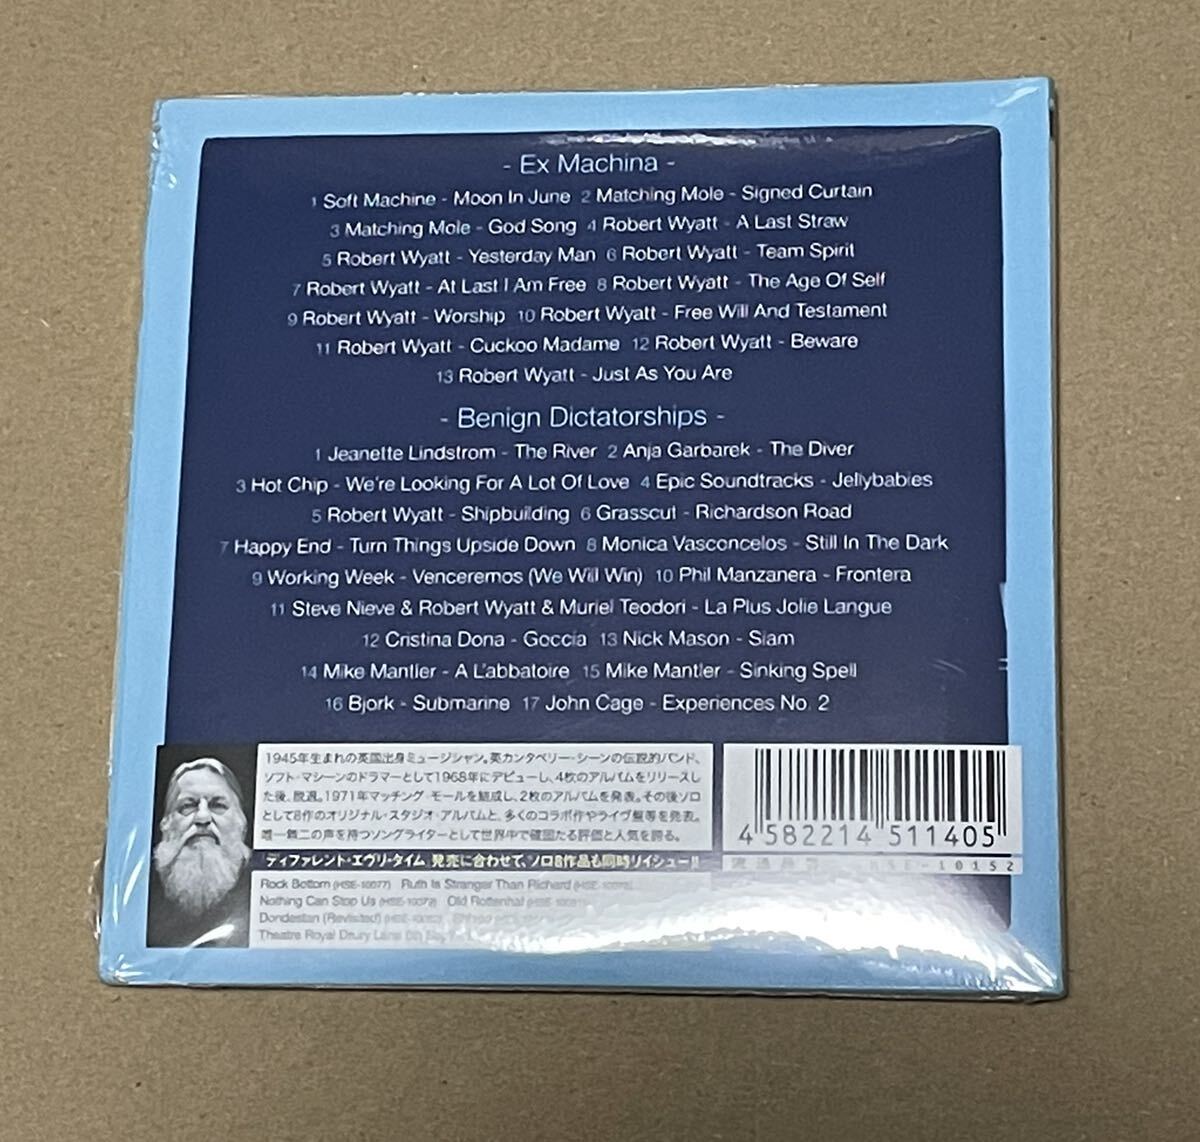 - Ex Machina -
1 Soft Machine - Moon In June 2 Matching Mole - Signed Curtain
3 Matching Mole - God Song 4 Robert Wyatt - A Last Straw
5 Robert Wyatt - Yesterday Man 6 Robert Wyatt - Team Spirit
7 Robert Wyatt - At Last I Am Free 8 Robert Wyatt - The Age Of Self
9 Robert Wyatt - Worship 10 Robert Wyatt - Free Will And Testament
11 Robert Wyatt - Cuckoo Madame 12 Robert Wyatt - Beware
13 Robert Wyatt - Just As You Are
- Benign Dictatorships -
1 Jeanette Lindstrom - The River 2 Anja Garbarek - The Diver
3 Hot Chip - We're Looking For A Lot Of Love 4 Epic Soundtracks - Jellybabies
5 Robert Wyatt - Shipbuilding 6 Grasscut - Richardson Road
7 Happy End - Turn Things Upside Down 8 Monica Vasconcelos - Still In The Dark
9 Working Week - Venceremos (We Will Win) 10 Phil Manzanera - Frontera
11 Steve Nieve & Robert Wyatt & Muriel Teodori - La Plus Jolie Langue
12 Cristina Dona - Goccia 13 Nick Mason - Siam
14 Mike Mantler - A L'abbatoire 15 Mike Mantler - Sinking Spell
16 Bjork - Submarine 17 John Cage - Experiences No. 2
1945年生まれの英国出身ミュージシャン。英カンタベリー・シーンの伝説的バンド、
ソフト・マシーンのドラマーとして1968年にデビューし、4枚のアルバムをリリースし
た後、脱退。1971年マッチング・モールを結成し、2枚のアルバムを発表。その後ソロ
として8作のオリジナル・スタジオ・アルバムと、多くのコラボ作やライヴ盤等を発表。
唯一無二の声を持つソングライターとして世界中で確固たる評価と人気を誇る。
ディファレント・エヴリ・タイム 発売に合わせて、ソロ8作品も同時リイシュー!!
Rock Bottom (HSE-10077) Ruth Is Stranger Than Richard
Nothing Can Stop Us (HSE-10079) Old Rottenhat
Dondestan (Revisited)
Theatre Royal Drury Lane 8th
4 582214 511405
HSE-10152